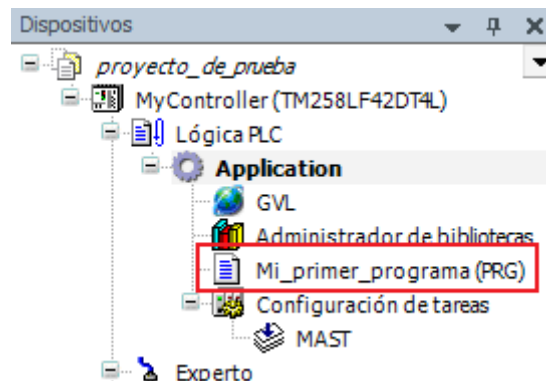 Dispositivos
proyecto_de_prueba
MyController (TM258LF42DT4L)
Lógica PLC
Application
GVL
Administrador de bibliotecas
Mi_primer_programa (PRG)
Configuración de tareas
MAST
Experto